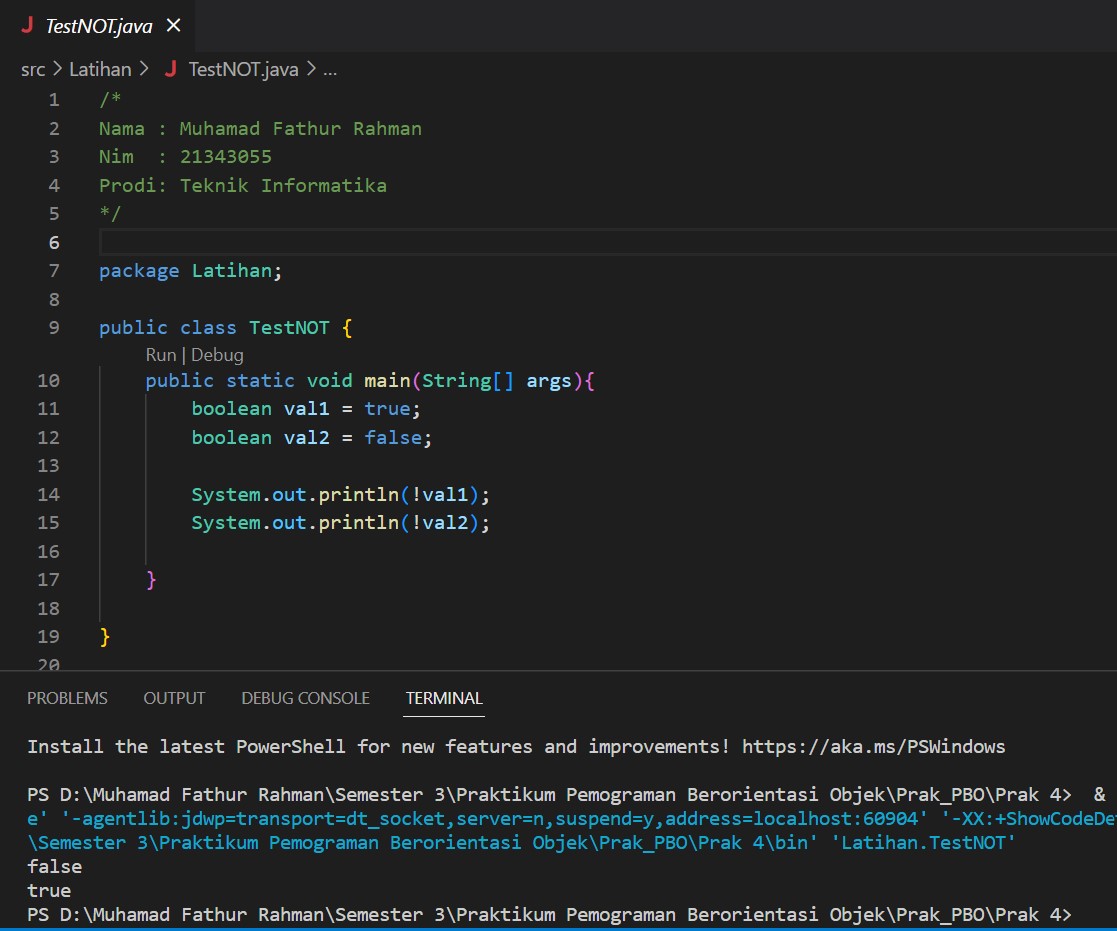 TestNOT.java
src > Latihan > TestNOT.java > ...
1 /*
2 Nama : Muhamad Fathur Rahman
3 Nim  : 21343055
4 Prodi: Teknik Informatika
5 */
6
7 package Latihan;
8
9 public class TestNOT {
Run | Debug
10     public static void main(String[] args){
11         boolean val1 = true;
12         boolean val2 = false;
13
14         System.out.println(!val1);
15         System.out.println(!val2);
16
17     }
18
19 }
20
PROBLEMS OUTPUT DEBUG CONSOLE TERMINAL
Install the latest PowerShell for new features and improvements! https://aka.ms/PSWindows
PS D:\Muhamad Fathur Rahman\Semester 3\Praktikum Pemograman Berorientasi Objek\Prak_PBO\Prak 4>  &
e' '-agentlib:jdwp=transport=dt_socket,server=n,suspend=y,address=localhost:60904' '-XX:+ShowCodeDet
\Semester 3\Praktikum Pemograman Berorientasi Objek\Prak_PBO\Prak 4\bin' 'Latihan.TestNOT'
false
true
PS D:\Muhamad Fathur Rahman\Semester 3\Praktikum Pemograman Berorientasi Objek\Prak_PBO\Prak 4>